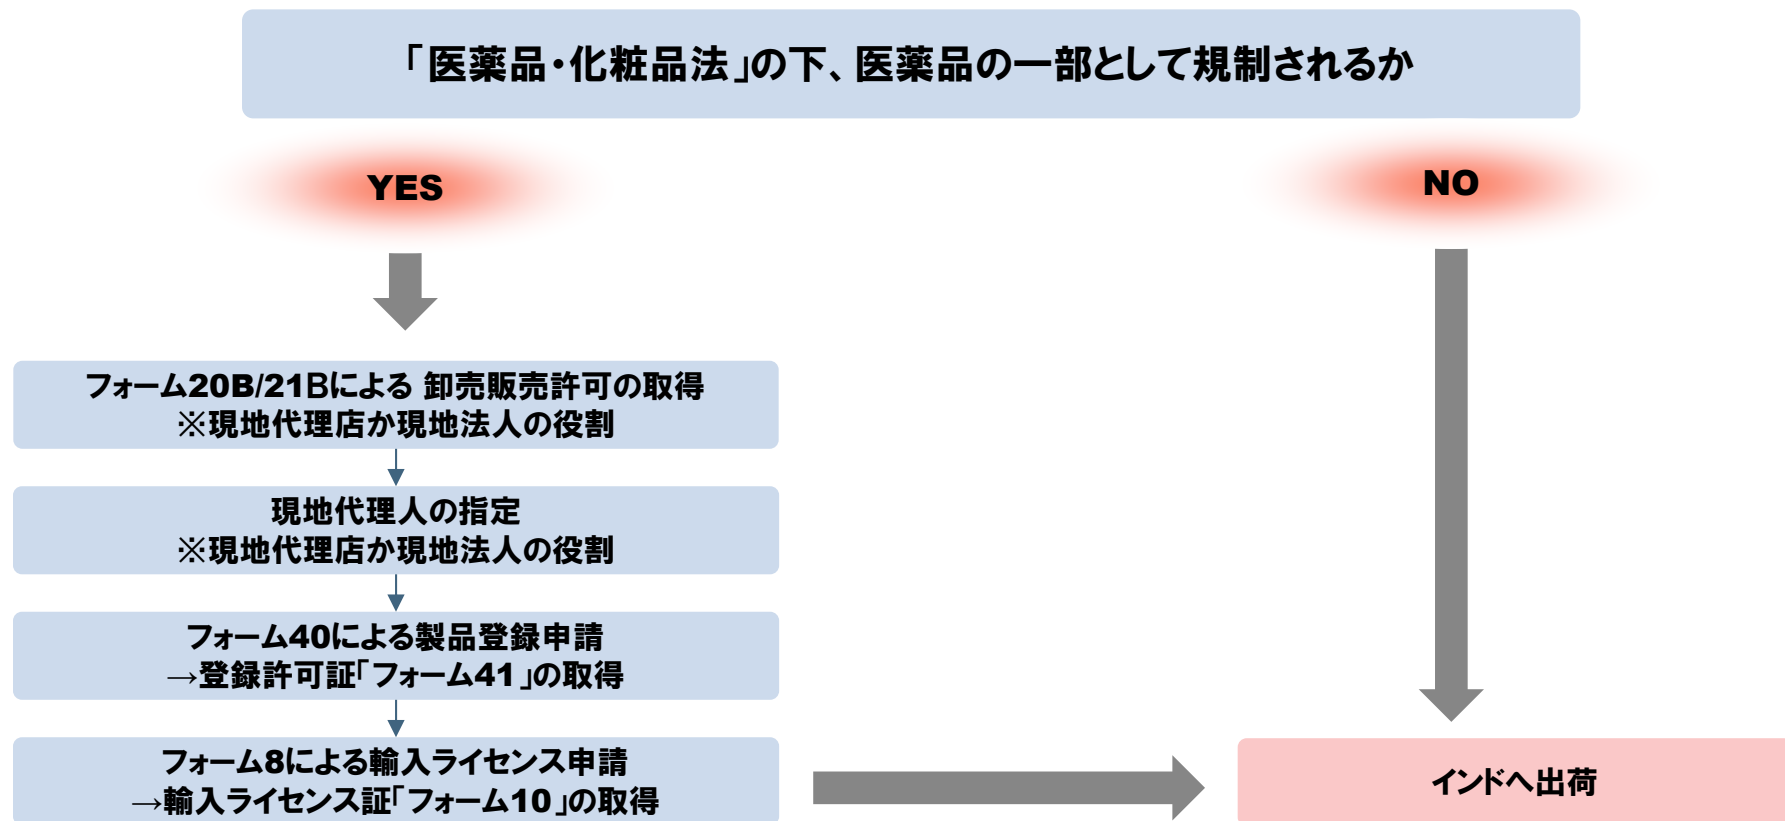 「医薬品・化粧品法」の下、医薬品の一部として規制されるか
YES
NO
フォーム20B/21Bによる 卸売販売許可の取得
※現地代理店か現地法人の役割
現地代理人の指定
※現地代理店か現地法人の役割
フォーム40による製品登録申請
→登録許可証「フォーム41」の取得
フォーム8による輸入ライセンス申請
→輸入ライセンス証「フォーム10」の取得
インドへ出荷